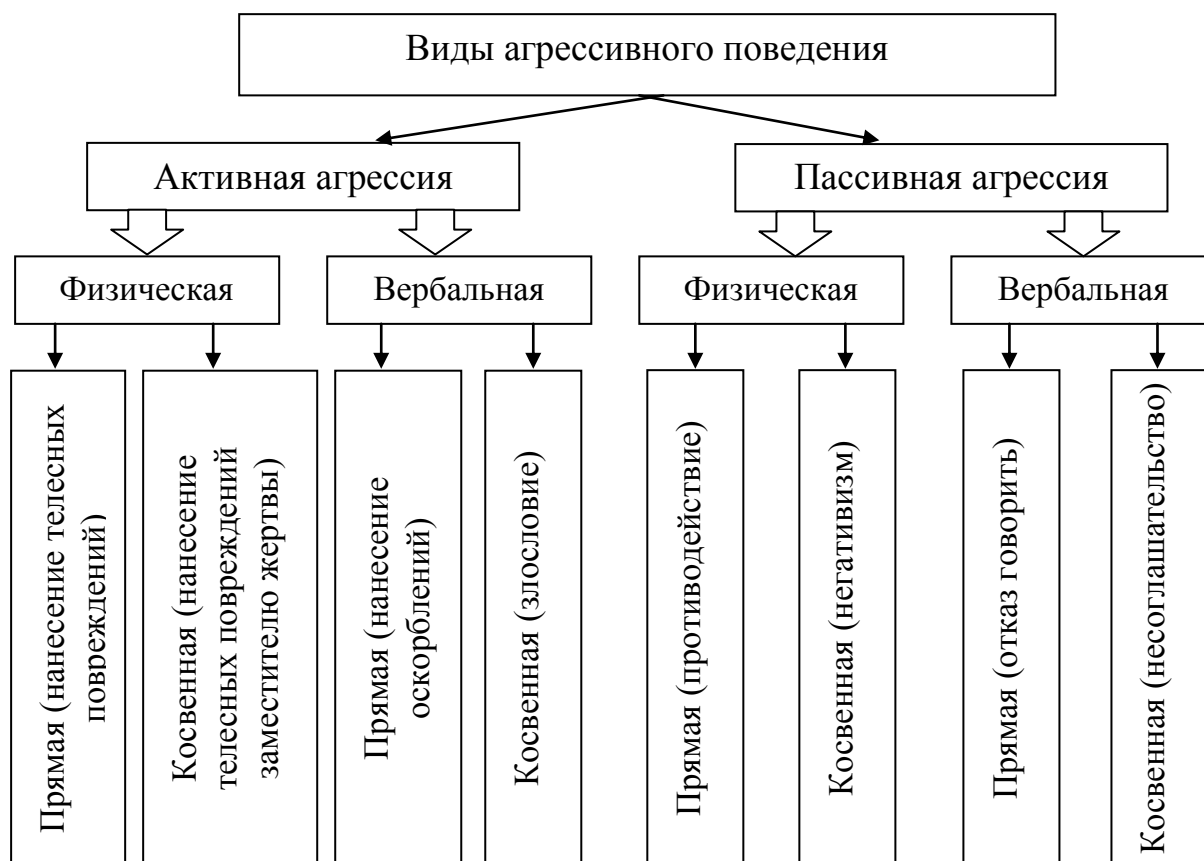 Виды агрессивного поведения
Активная агрессия
Пассивная агрессия
Физическая
Вербальная
Физическая
Вербальная
Прямая (нанесение телесных
повреждений)
Косвенная (нанесение
телесных повреждений
заместителю жертвы)
Прямая (нанесение
оскорблений)
Косвенная (злословие)
Прямая (противодействие)
Косвенная (негативизм)
Прямая (отказ говорить)
Косвенная (несоглашательство)